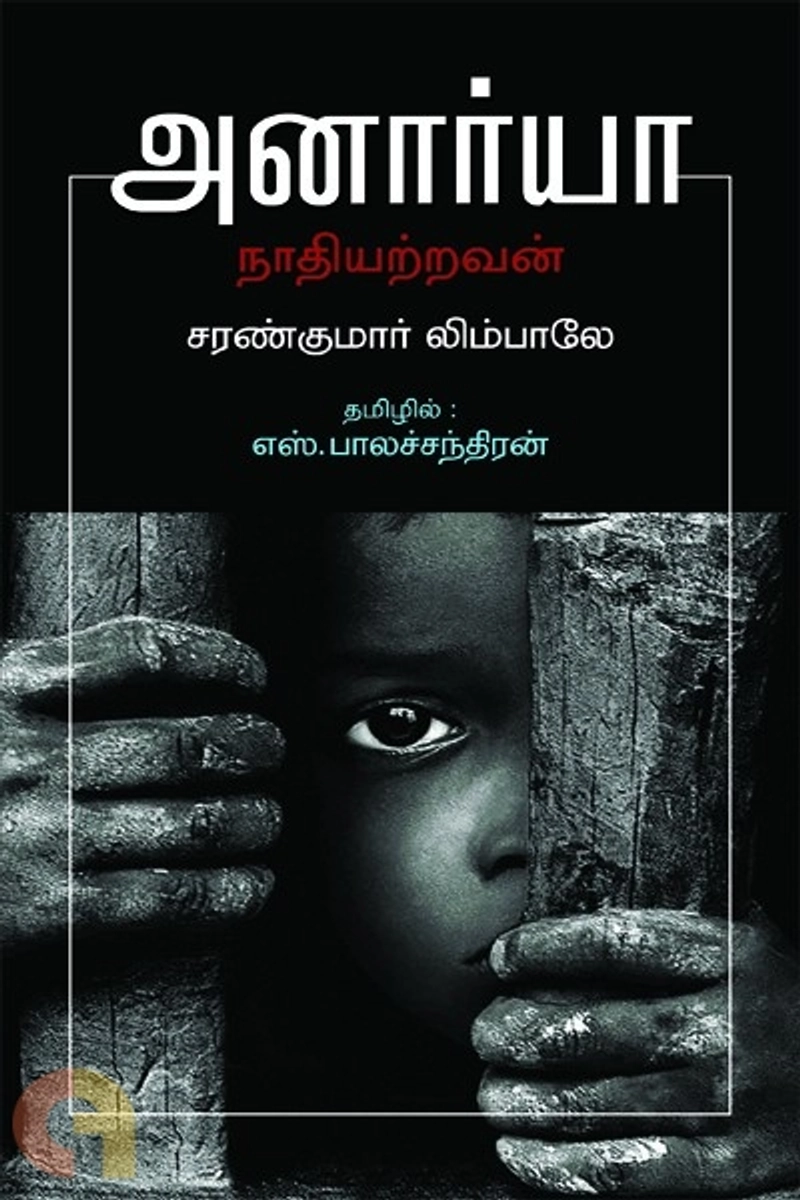 அனார்யா
நாதியற்றவன்
சரண்குமார் லிம்பாலே
தமிழில் :
எஸ்.பாலச்சந்திரன்